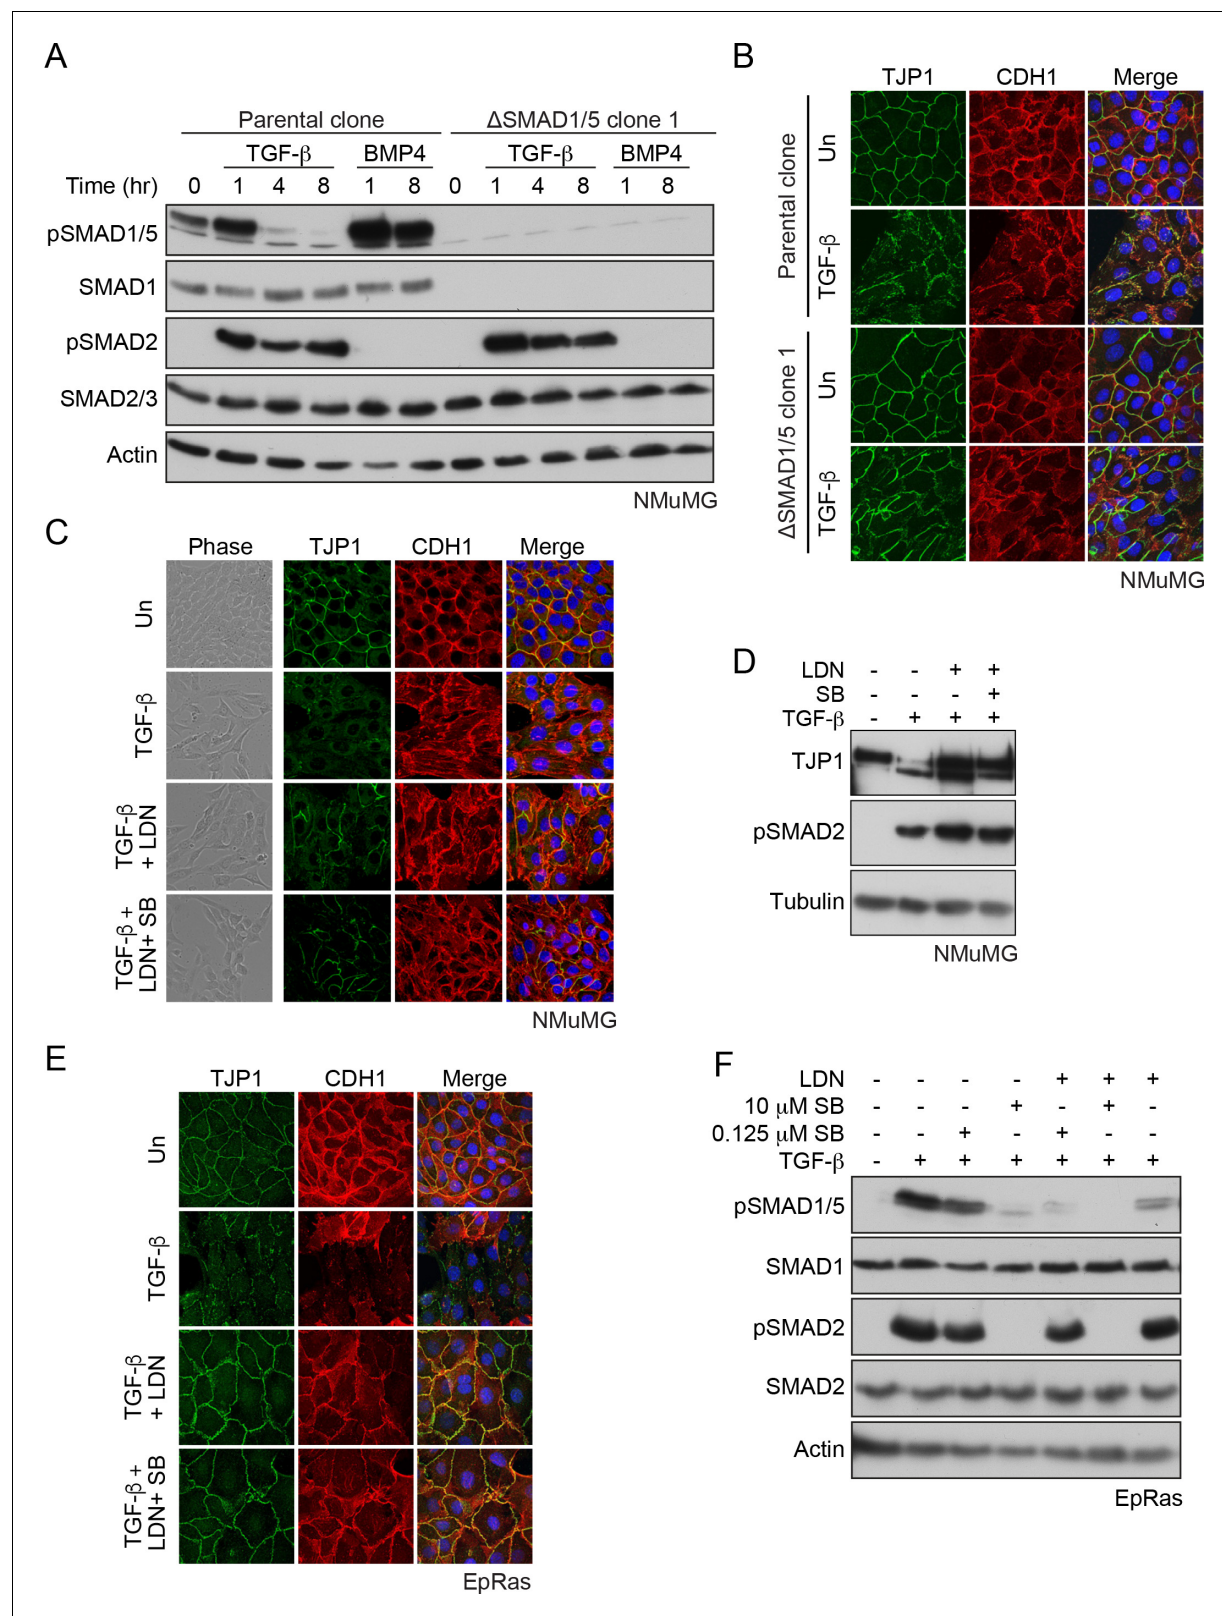 A
Parental clone ΔSMAD1/5 clone 1
TGF-β BMP4 TGF-β BMP4
Time (hr) 0 1 4 8 1 8 0 1 4 8 1 8
pSMAD1/5
SMAD1
pSMAD2
SMAD2/3
Actin
NMuMG
B
TJP1 CDH1 Merge
Parental clone
Un
TGF-β
ΔSMAD1/5 clone 1
Un
TGF-β
NMuMG
C
Phase TJP1 CDH1 Merge
Un
TGF-β
TGF-β
+ LDN
TGF-β +
LDN+ SB
NMuMG
D
LDN - - + +
SB - - - +
TGF-β - + + +
TJP1
pSMAD2
Tubulin
NMuMG
E
TJP1 CDH1 Merge
Un
TGF-β
TGF-β
+ LDN
TGF-β +
LDN+ SB
EpRas
F
LDN - - - - + + +
10 μM SB - - - + - + -
0.125 μM SB - - + - + - -
TGF-β - + + + + + +
pSMAD1/5
SMAD1
pSMAD2
SMAD2
Actin
EpRas